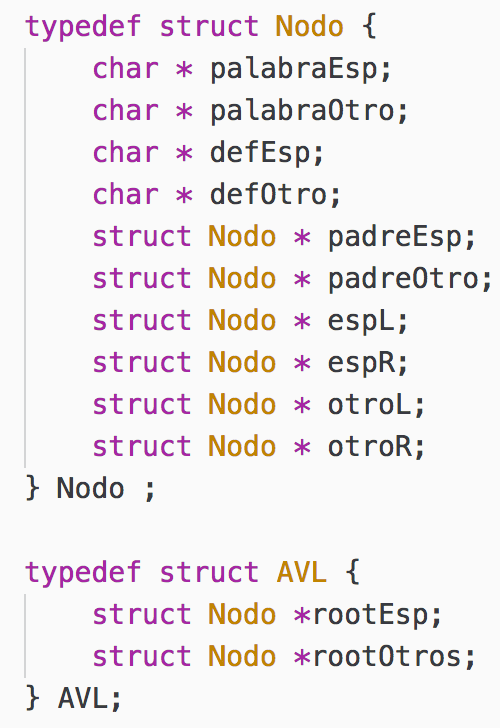 typedef struct Nodo {
    char * palabraEsp;
    char * palabraOtro;
    char * defEsp;
    char * defOtro;
    struct Nodo * padreEsp;
    struct Nodo * padreOtro;
    struct Nodo * espL;
    struct Nodo * espR;
    struct Nodo * otroL;
    struct Nodo * otroR;
} Nodo ;

typedef struct AVL {
    struct Nodo *rootEsp;
    struct Nodo *rootOtros;
} AVL;